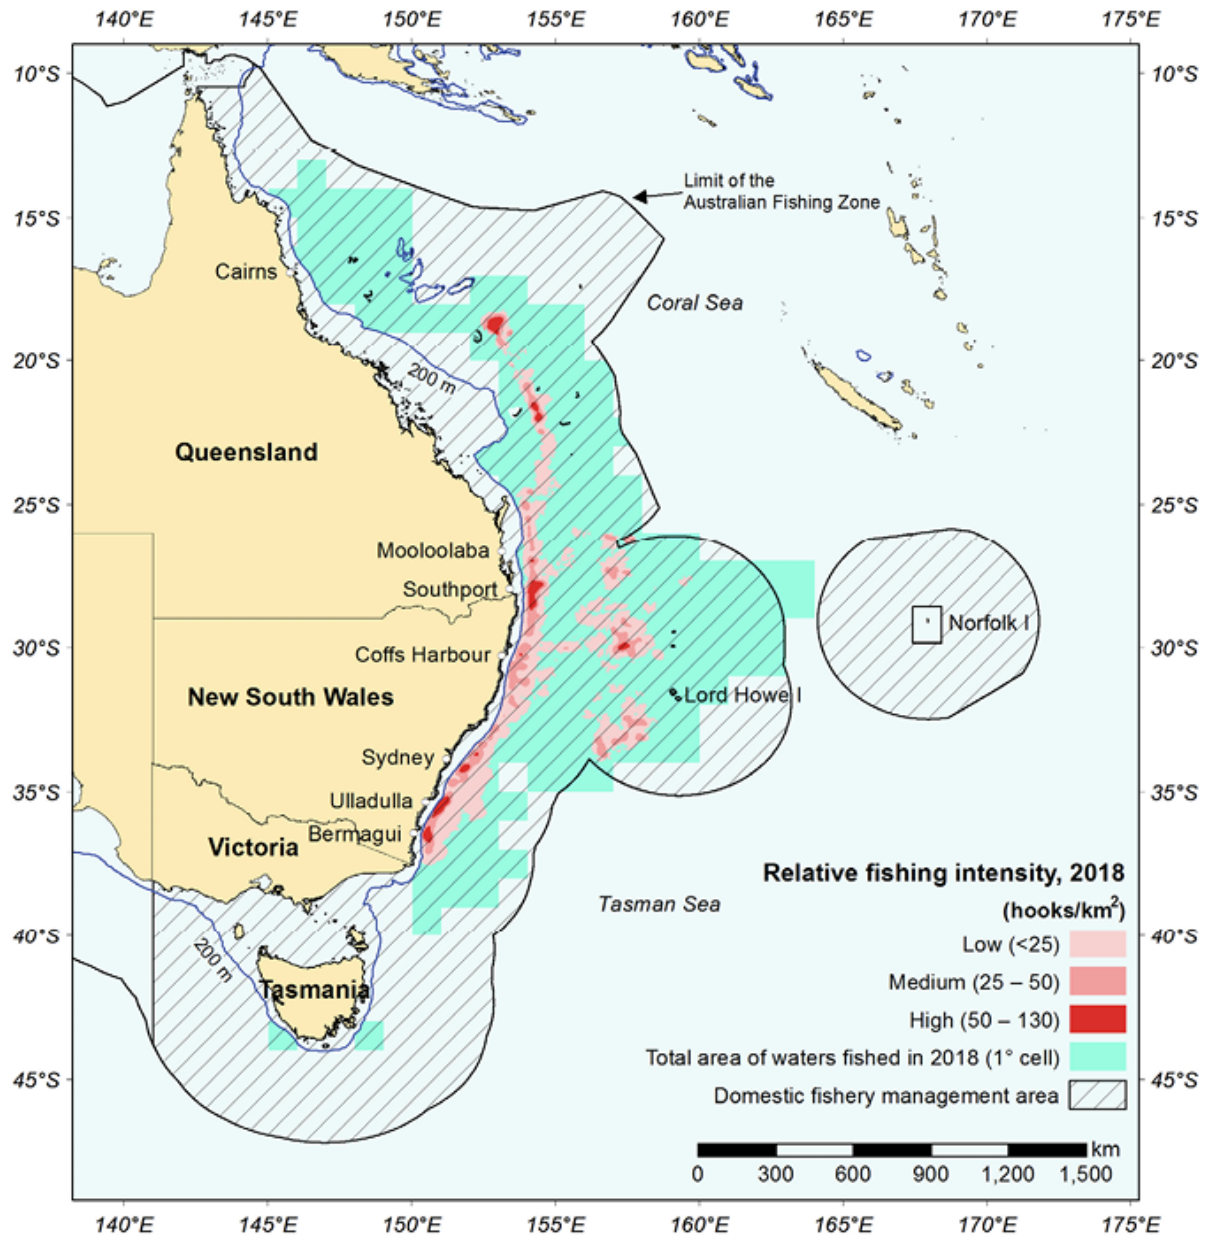 140°E 145°E 150°E 155°E 160°E 165°E 170°E 175°E
10°S 10°S
Limit of the
Australian Fishing Zone
15°S 15°S
Cairns
Coral Sea
20°S 20°S
200 m
Queensland
25°S 25°S
Mooloolaba
Southport
Norfolk I
30°S 30°S
Coffs Harbour
New South Wales
Lord Howe I
Sydney
35°S 35°S
Ulladulla
Bermagui
Victoria
Relative fishing intensity, 2018
(hooks/km²)
Tasman Sea
40°S 40°S
Low (<25)
200 m
Medium (25 – 50)
Tasmania
High (50 – 130)
Total area of waters fished in 2018 (1° cell)
45°S 45°S
Domestic fishery management area
km
0 300 600 900 1,200 1,500
140°E 145°E 150°E 155°E 160°E 165°E 170°E 175°E